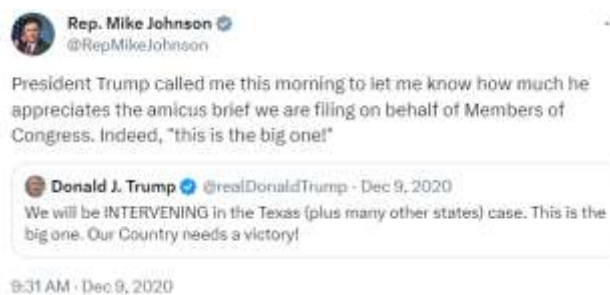 Rep. Mike Johnson
@RepMikeJohnson
President Trump called me this morning to let me know how much he
appreciates the amicus brief we are filing on behalf of Members of
Congress. Indeed, "this is the big one!"
Donald J. Trump @realDonaldTrump · Dec 9, 2020
We will be INTERVENING in the Texas (plus many other states) case. This is the
big one. Our Country needs a victory!
9:31 AM · Dec 9, 2020